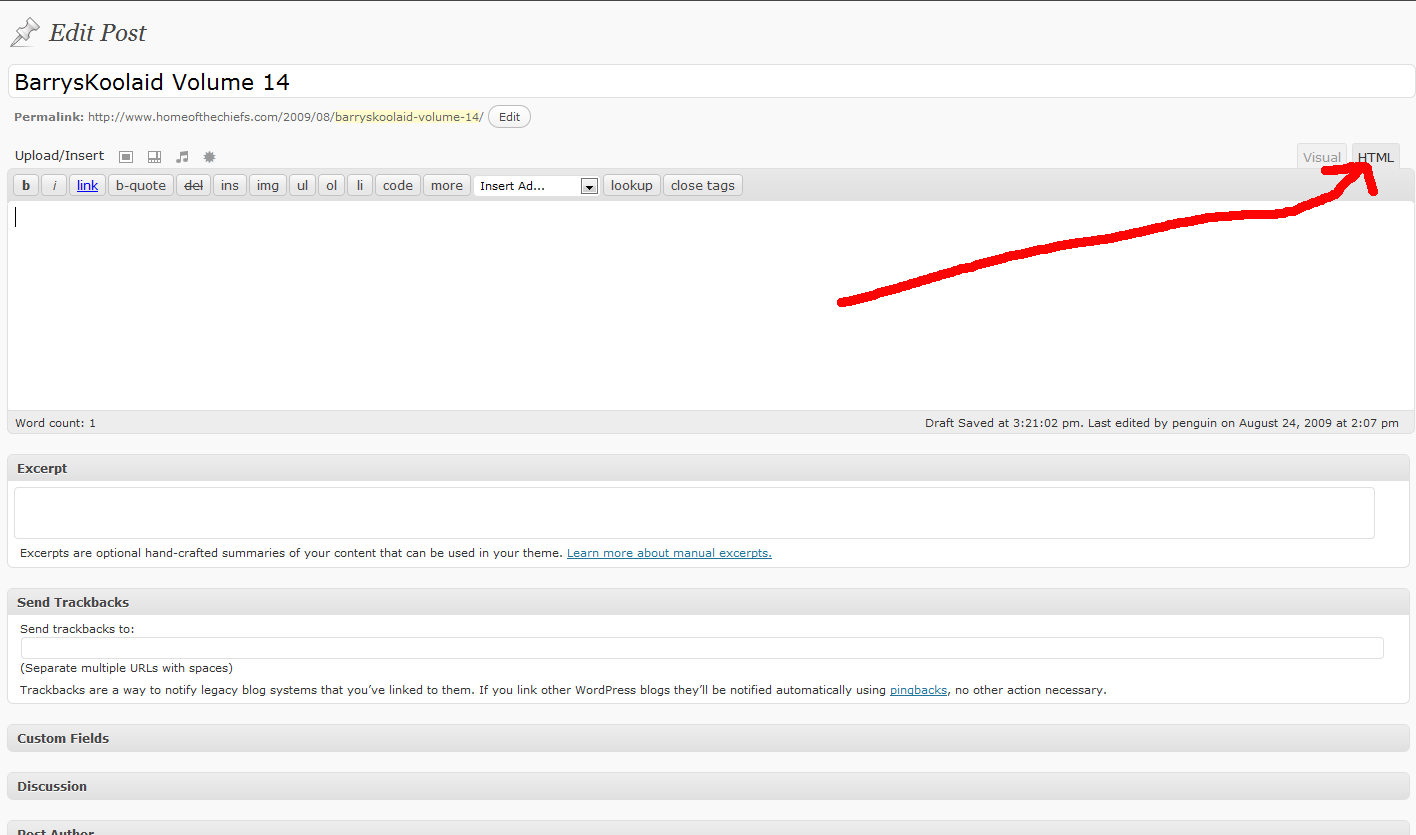 Edit Post
BarrysKoolaid Volume 14
Permalink: http://www.homeofthechiefs.com/2009/08/barryskoolaid-volume-14/ Edit
Upload/Insert
Visual HTML
b i link b-quote del ins img ul ol li code more Insert Ad... lookup close tags
Word count: 1 Draft Saved at 3:21:02 pm. Last edited by penguin on August 24, 2009 at 2:07 pm
Excerpt
Excerpts are optional hand-crafted summaries of your content that can be used in your theme. Learn more about manual excerpts.
Send Trackbacks
Send trackbacks to:
(Separate multiple URLs with spaces)
Trackbacks are a way to notify legacy blog systems that you've linked to them. If you link other WordPress blogs they'll be notified automatically using pingbacks, no other action necessary.
Custom Fields
Discussion
Post Author